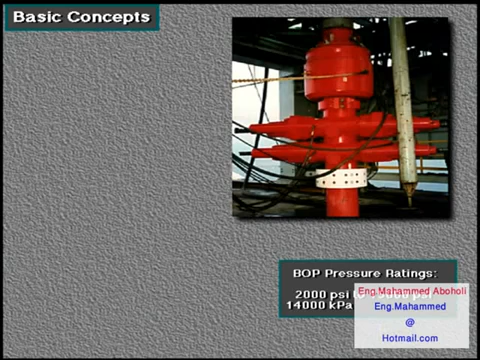 Basic Concepts
BOP Pressure Ratings:
2000 psi
14000 kPa
Eng.Mahammed Aboholi
Eng.Mahammed
@
Hotmail.com